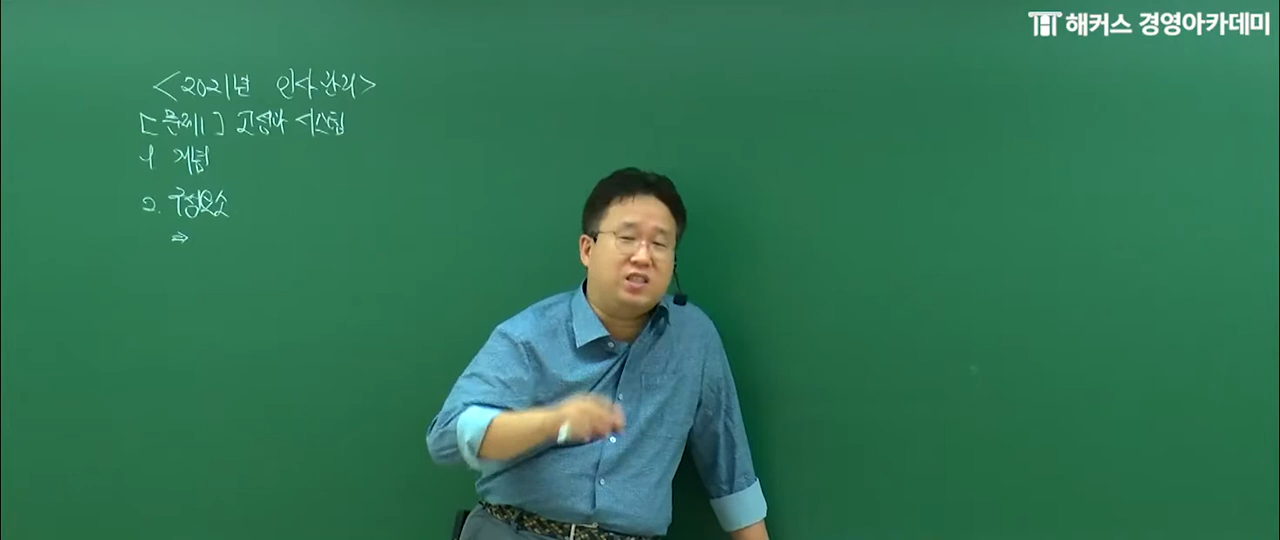 해커스 경영아카데미
<2021년 인사관리>
[문제1] 고성과 시스템
1. 개념
2. 구성요소
⇒